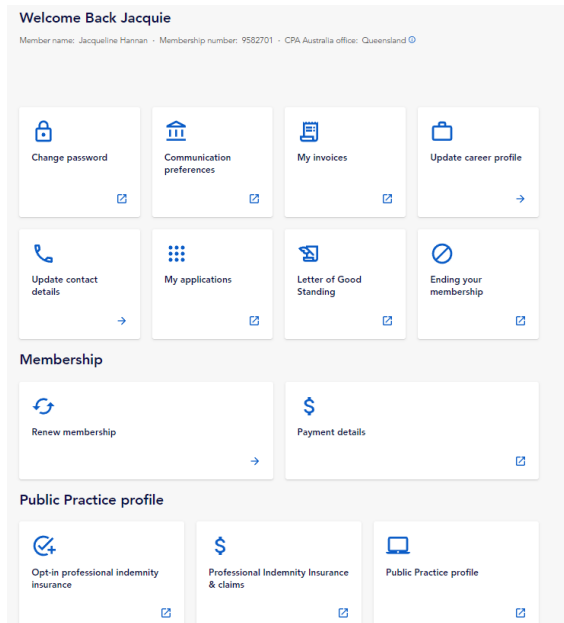 Welcome Back Jacquie
Member name: Jacqueline Hannan · Membership number: 9582701 · CPA Australia office: Queensland
Change password
Communication
preferences
My invoices
Update career profile
Update contact
details
My applications
Letter of Good
Standing
Ending your
membership
Membership
Renew membership
Payment details
Public Practice profile
Opt-in professional indemnity
insurance
Professional Indemnity Insurance
& claims
Public Practice profile